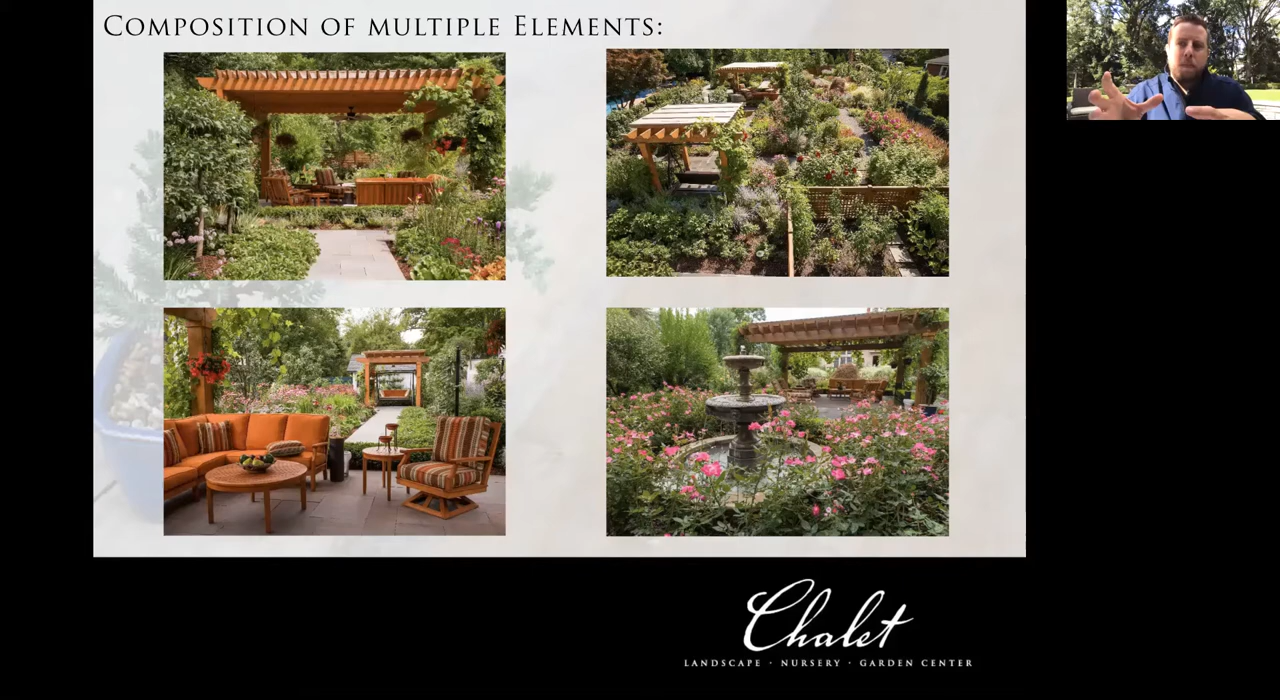 Composition of multiple Elements:
Chalet
LANDSCAPE · NURSERY · GARDEN CENTER